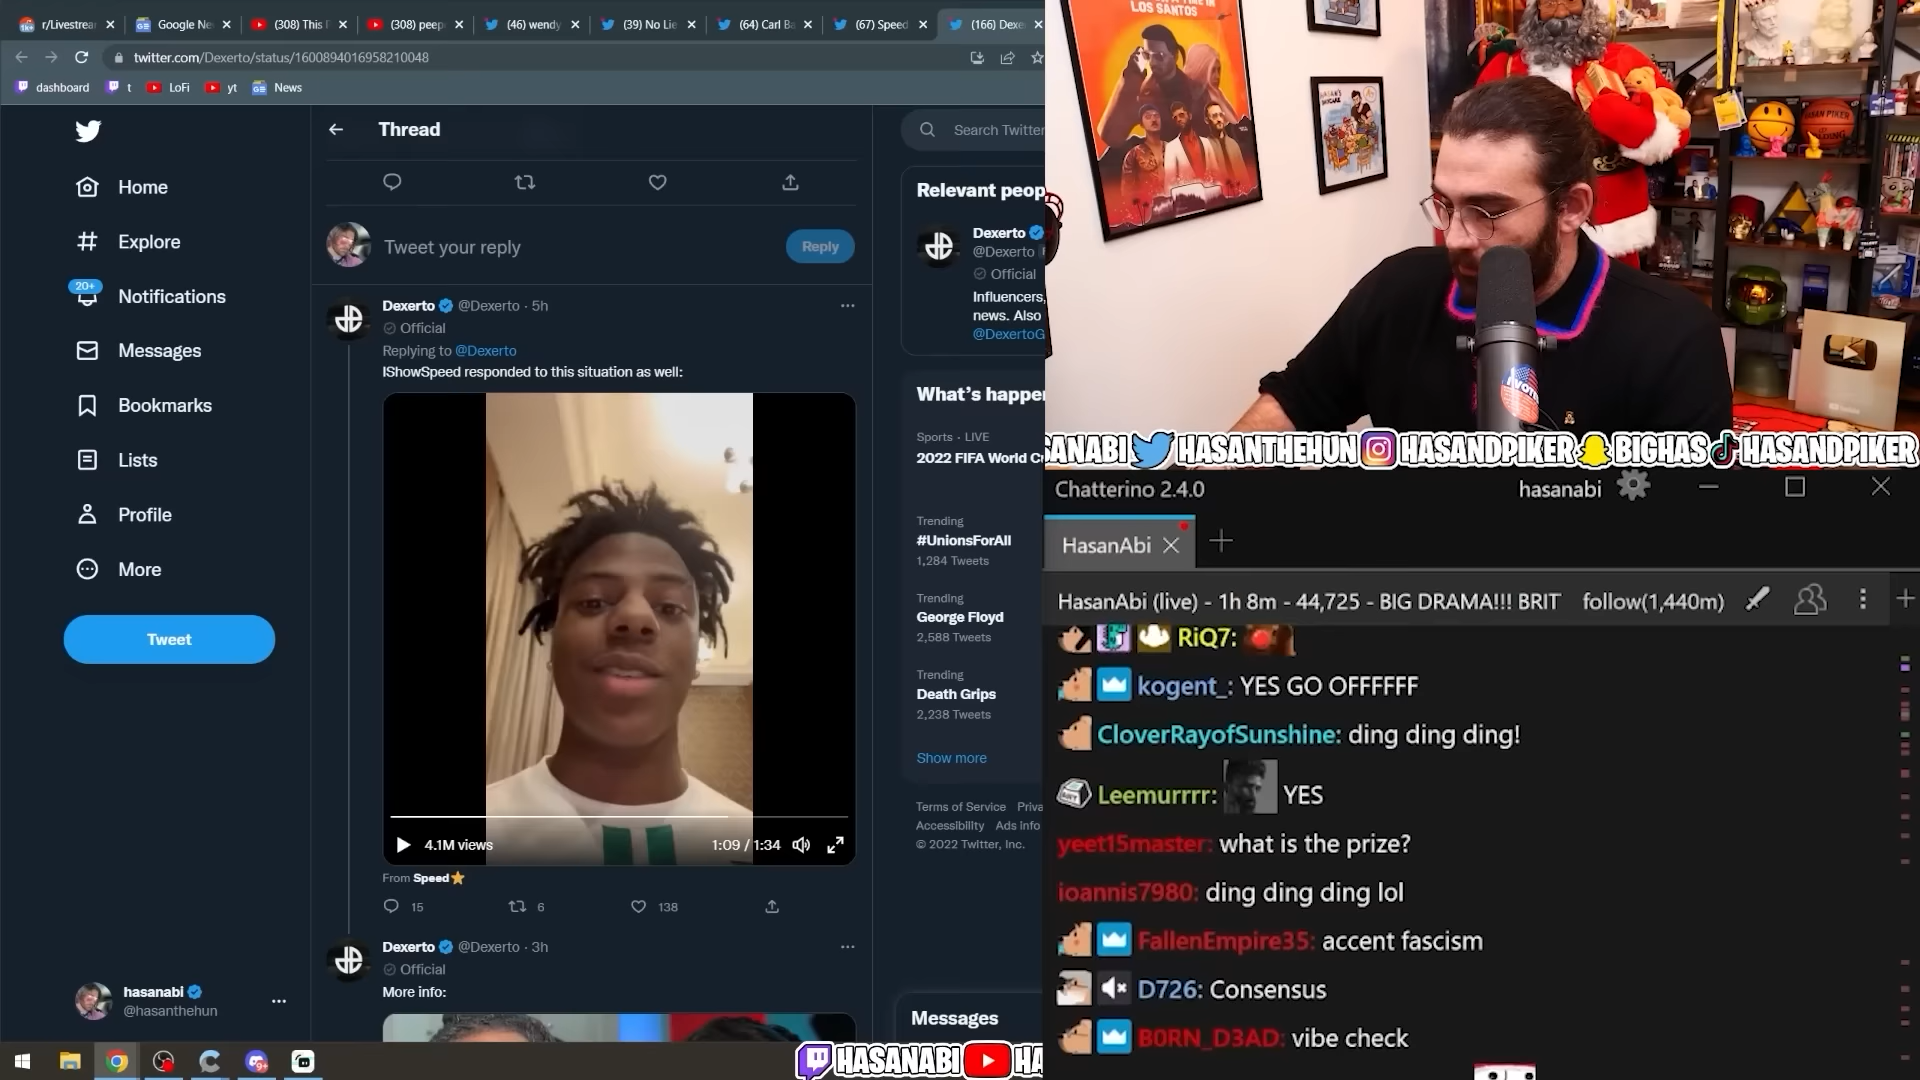 r/Livestrea
Google Ne
(308) This F
(308) peep
(46) wendy
(39) No Lie
(64) Carl Ba
(67) Speed
(166) Dexe
twitter.com/Dexerto/status/1600894016958210048
dashboard
t
LoFi
yt
News
LOS SANTOS
Thread
Search Twitter
Home
Explore
20+
Notifications
Messages
Bookmarks
Lists
Profile
More
Tweet
hasanabi
@hasanthehun
Tweet your reply
Reply
Dexerto @Dexerto · 5h
Official
Replying to @Dexerto
IShowSpeed responded to this situation as well:
4.1M views
1:09 / 1:34
From Speed
15
6
138
Dexerto @Dexerto · 3h
Official
More info:
Relevant peop
Dexerto
@Dexerto
Official
Influencers,
news. Also
@DexertoG
What's happe
Sports · LIVE
2022 FIFA World C
Trending
#UnionsForAll
1,284 Tweets
Trending
George Floyd
2,588 Tweets
Trending
Death Grips
2,238 Tweets
Show more
Terms of Service Priva
Accessibility Ads info
© 2022 Twitter, Inc.
Messages
HASANABI
HA
I VOTE
SANABI HASANTHEHUN HASANDPIKER BIGHAS HASANDPIKER
Chatterino 2.4.0
hasanabi
HasanAbi
HasanAbi (live) - 1h 8m - 44,725 - BIG DRAMA!!! BRIT
follow(1,440m)
RiQ7:
kogent_: YES GO OFFFFFF
CloverRayofSunshine: ding ding ding!
Leemurrrr: YES
yeet15master: what is the prize?
ioannis7980: ding ding ding lol
FallenEmpire35: accent fascism
D726: Consensus
B0RN_D3AD: vibe check